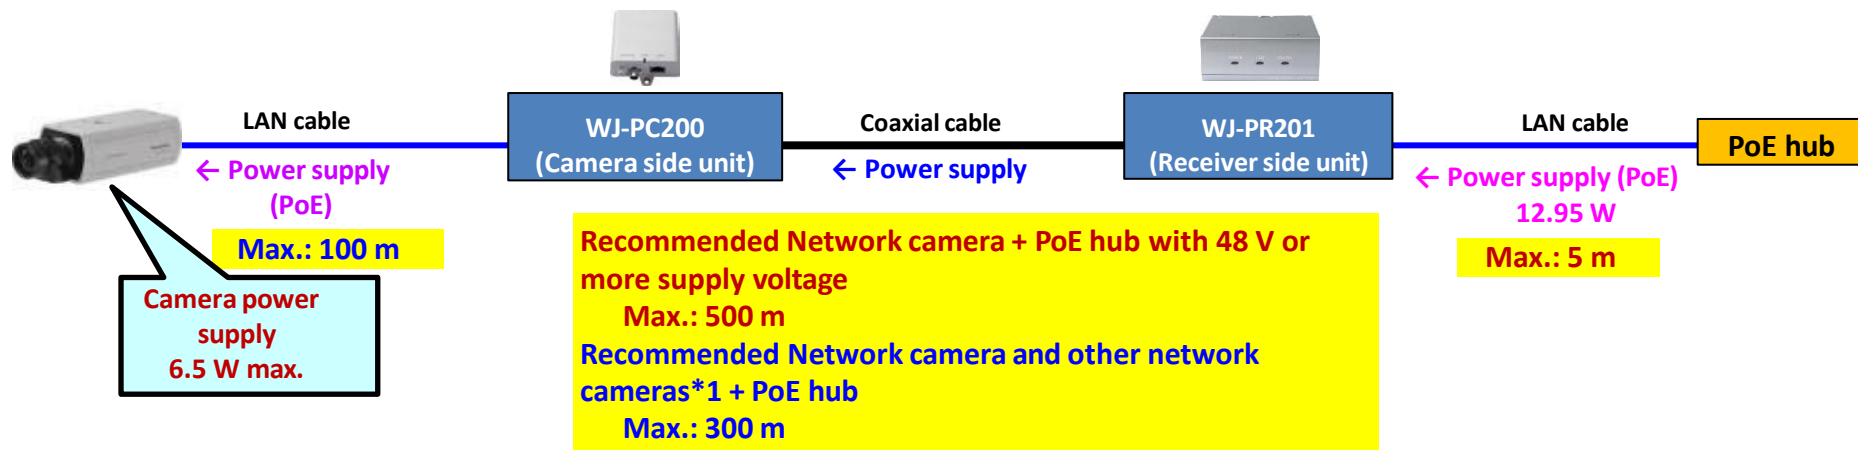 LAN cable
← Power supply
(PoE)
Max.: 100 m
Camera power
supply
6.5 W max.
WJ-PC200
(Camera side unit)
Coaxial cable
← Power supply
WJ-PR201
(Receiver side unit)
LAN cable
← Power supply (PoE)
12.95 W
Max.: 5 m
PoE hub
Recommended Network camera + PoE hub with 48 V or
more supply voltage
Max.: 500 m
Recommended Network camera and other network
cameras*1 + PoE hub
Max.: 300 m